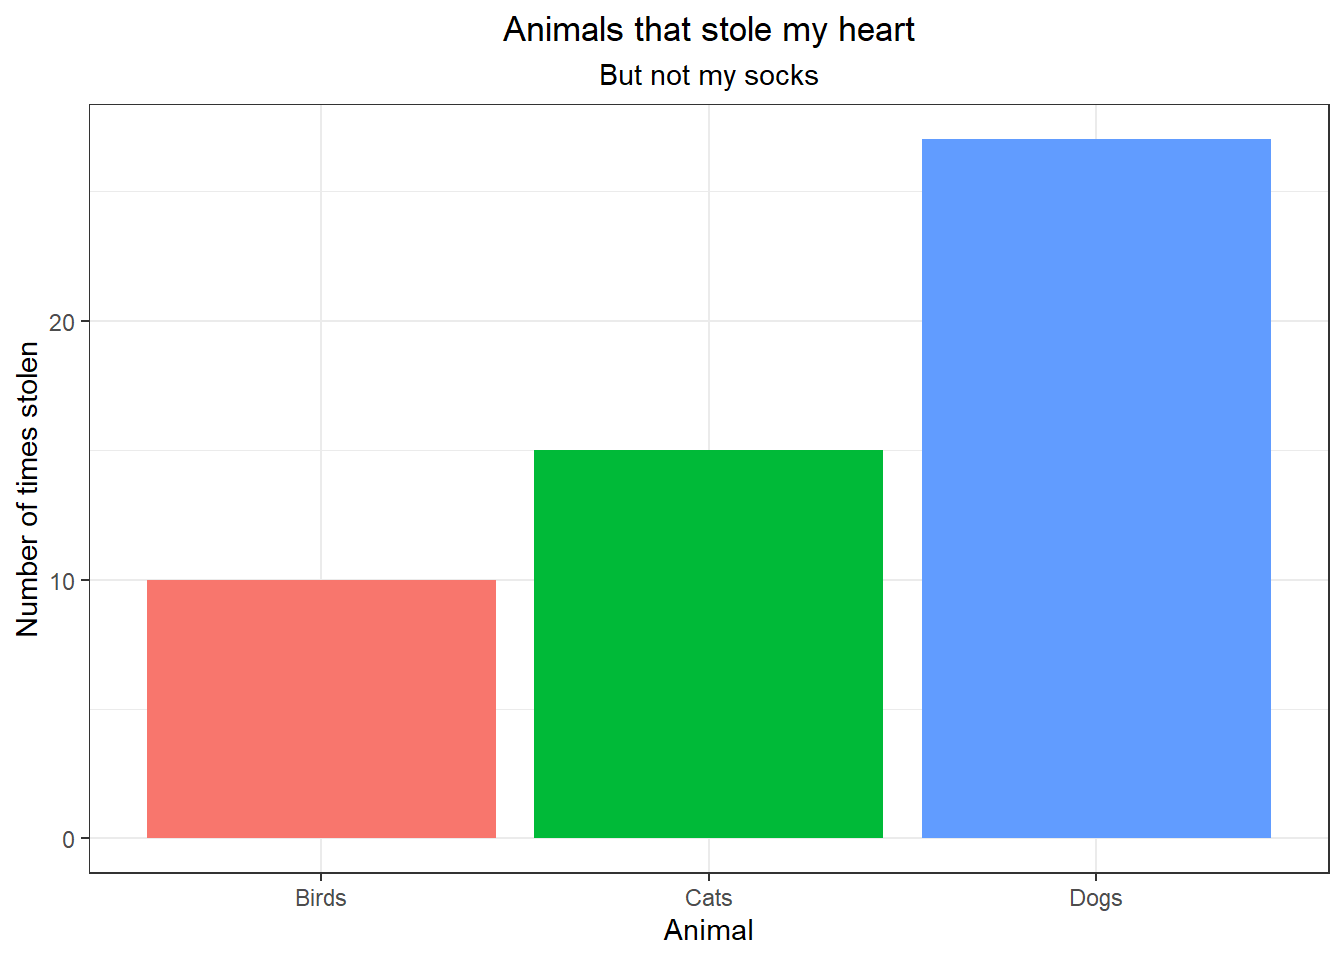 Animals that stole my heart
But not my socks
Number of times stolen
20
10
0
Birds Cats Dogs
Animal